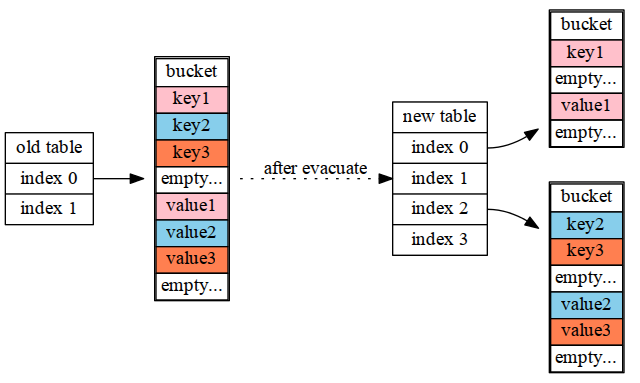 old table
index 0
index 1
bucket
key1
key2
key3
empty...
value1
value2
value3
empty...
after evacuate
new table
index 0
index 1
index 2
index 3
bucket
key1
empty...
value1
empty...
bucket
key2
key3
empty...
value2
value3
empty...